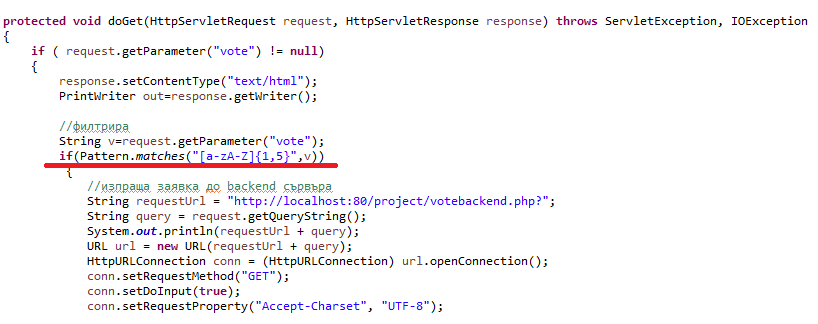 protected void doGet(HttpServletRequest request, HttpServletResponse response) throws ServletException, IOException
{
if ( request.getParameter("vote") != null)
{
response.setContentType("text/html");
PrintWriter out=response.getWriter();
//филтрира
String v=request.getParameter("vote");
if(Pattern.matches("[a-zA-Z]{1,5}",v))
{
//изпраща заявка до backend сървъра
String requestUrl = "http://localhost:80/project/votebackend.php?";
String query = request.getQueryString();
System.out.println(requestUrl + query);
URL url = new URL(requestUrl + query);
HttpURLConnection conn = (HttpURLConnection) url.openConnection();
conn.setRequestMethod("GET");
conn.setDoInput(true);
conn.setRequestProperty("Accept-Charset", "UTF-8");